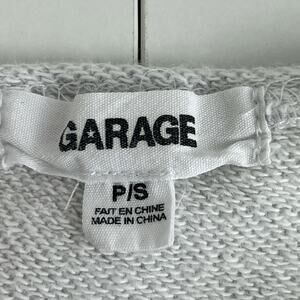 GARAGE
P/S
FAIT EN CHINE
MADE IN CHINA